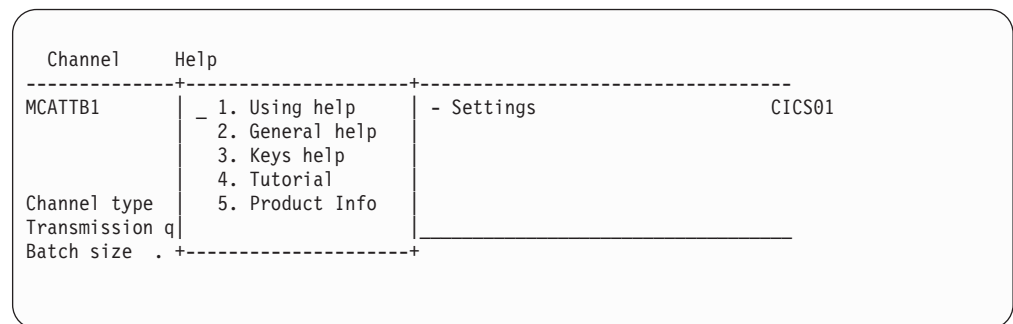 Channel Help
--------------+---------------------+-----------------------------------
MCATTB1 | _ 1. Using help | - Settings CICS01
| 2. General help |
| 3. Keys help |
| 4. Tutorial |
Channel type | 5. Product Info |
Transmission q| |___________________________________
Batch size . +---------------------+